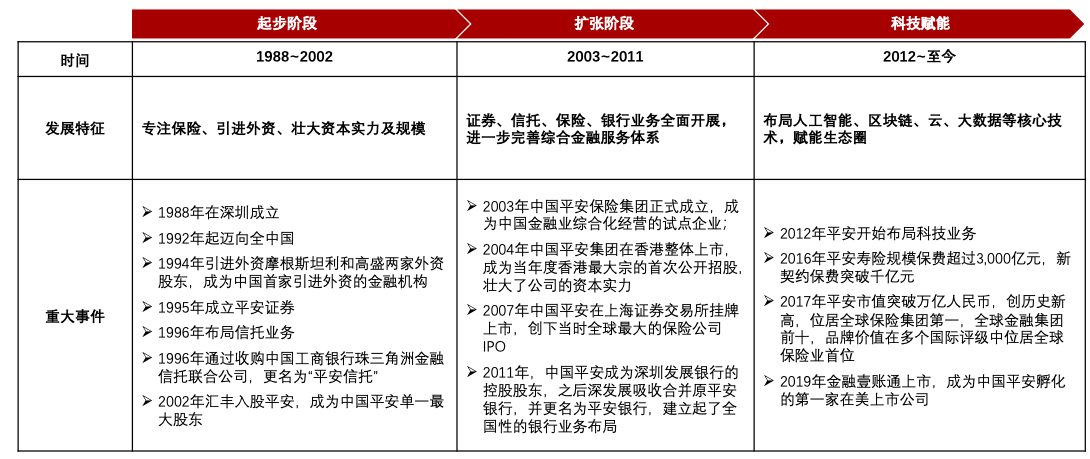 起步阶段
扩张阶段
科技赋能
时间
1988~2002
2003~2011
2012~至今
发展特征
专注保险、引进外资、壮大资本实力及规模
证券、信托、保险、银行业务全面开展，
进一步完善综合金融服务体系
布局人工智能、区块链、云、大数据等核心技
术，赋能生态圈
重大事件
➢ 1988年在深圳成立
➢ 1992年起迈向全中国
➢ 1994年引进外资摩根斯坦利和高盛两家外资
股东，成为中国首家引进外资的金融机构
➢ 1995年成立平安证券
➢ 1996年布局信托业务
➢ 1996年通过收购中国工商银行珠三角洲金融
信托联合公司，更名为“平安信托”
➢ 2002年汇丰入股平安，成为中国平安单一最
大股东
➢ 2003年中国平安保险集团正式成立，成
为中国金融业综合化经营的试点企业；
➢ 2004年中国平安集团在香港整体上市，
成为当年度香港最大宗的首次公开招股，
壮大了公司的资本实力
➢ 2007年中国平安在上海证券交易所挂牌
上市，创下当时全球最大的保险公司
IPO
➢ 2011年，中国平安成为深圳发展银行的
控股股东，之后深发展吸收合并原平安
银行，并更名为平安银行，建立起了全
国性的银行业务布局
➢ 2012年平安开始布局科技业务
➢ 2016年平安寿险规模保费超过3,000亿元，新
契约保费突破千亿元
➢ 2017年平安市值突破万亿人民币，创历史新
高，位居全球保险集团第一，全球金融集团
前十，品牌价值在多个国际评级中位居全球
保险业首位
➢ 2019年金融壹账通上市，成为中国平安孵化
的第一家在美上市公司